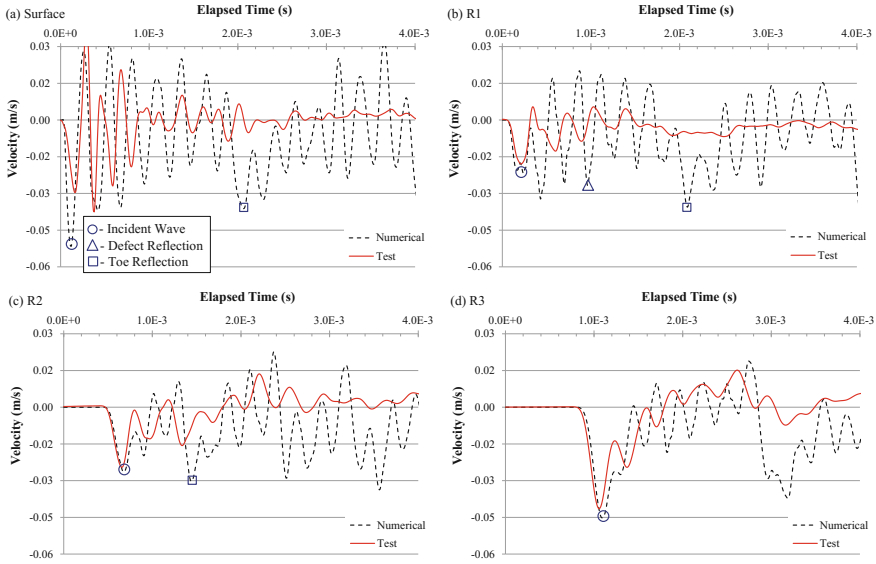 (a) Surface
Elapsed Time (s)
0.0E+0 1.0E-3 2.0E-3 3.0E-3 4.0E-3
Velocity (m/s)
0.03
0.02
0.00
-0.02
-0.03
-0.05
-0.06
- Incident Wave
- Defect Reflection
- Toe Reflection
Numerical
Test
(b) R1
Elapsed Time (s)
0.0E+0 1.0E-3 2.0E-3 3.0E-3 4.0E-3
Velocity (m/s)
0.03
0.02
0.00
-0.02
-0.03
-0.05
-0.06
Numerical
Test
(c) R2
Elapsed Time (s)
0.0E+0 1.0E-3 2.0E-3 3.0E-3 4.0E-3
Velocity (m/s)
0.03
0.02
0.00
-0.02
-0.03
-0.05
-0.06
Numerical
Test
(d) R3
Elapsed Time (s)
0.0E+0 1.0E-3 2.0E-3 3.0E-3 4.0E-3
Velocity (m/s)
0.03
0.02
0.00
-0.02
-0.03
-0.05
-0.06
Numerical
Test